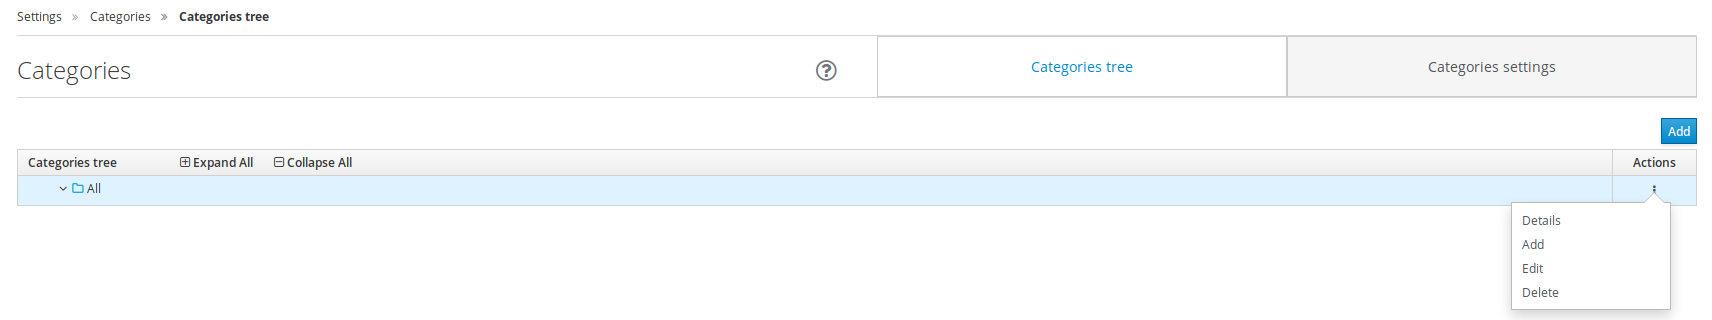 Settings » Categories » Categories tree
Categories
Categories tree
Categories settings
Add
Categories tree Expand All Collapse All Actions
All
Details
Add
Edit
Delete